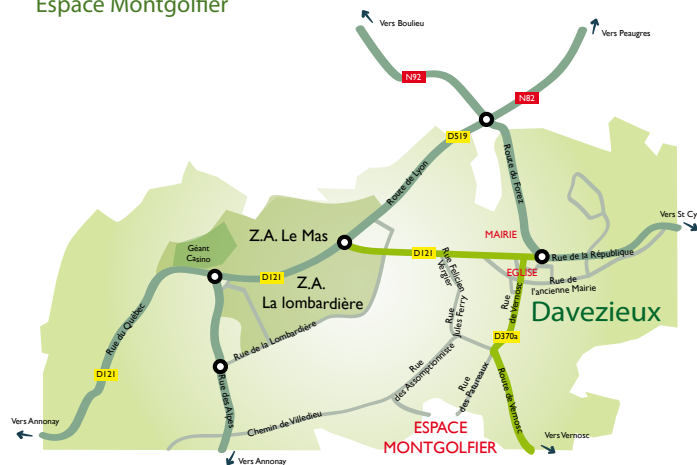 Espace Montgolfier
Vers Boulieu
Vers Peaugres
N92
N82
D519
Route de Lyon
Route du Forez
Vers St Cy
MAIRIE
Z.A. Le Mas
Géant
Casino
D121
D121
Rue de la République
EGLISE
Rue Felicien
Vergier
Rue de
l'ancienne Mairie
Z.A.
La lombardière
Rue
de Vernosc
Davezieux
Rue
Jules Ferry
Rue du Québec
Rue de la Lombardière
D370a
D121
Rue des Alpes
Rue
des Assomptionniste
Rue
des Patureaux
Route de Vernosc
Vers Annonay
Chemin de Villedieu
ESPACE
MONTGOLFIER
Vers Vernosc
Vers Annonay